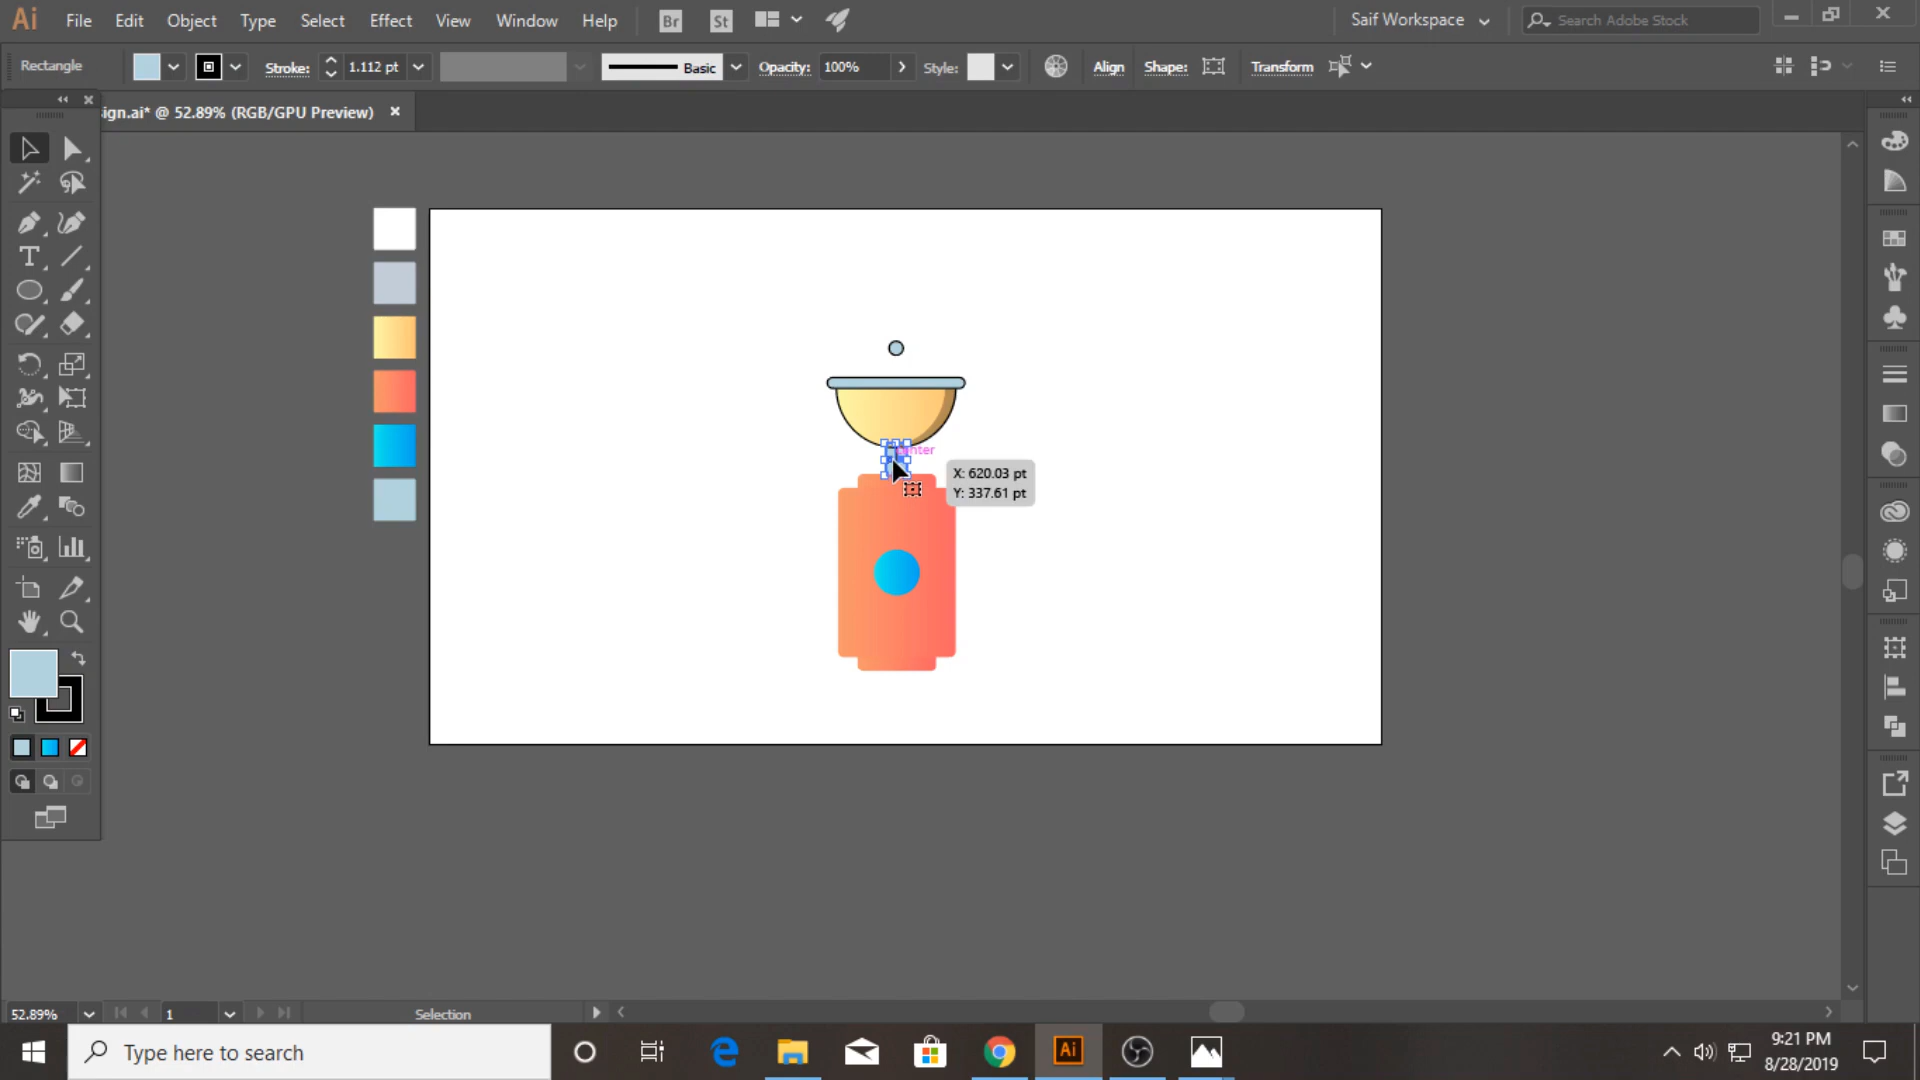 Ai File Edit Object Type Select Effect View Window Help Br St Saif Workspace Search Adobe Stock
Rectangle Stroke: 1.112 pt Basic Opacity: 100% Style: Align Shape: Transform
ign.ai* @ 52.89% (RGB/GPU Preview)
X: 620.03 pt
Y: 337.61 pt
52.89% 1 Selection
Type here to search
Ai
9:21 PM
8/28/2019